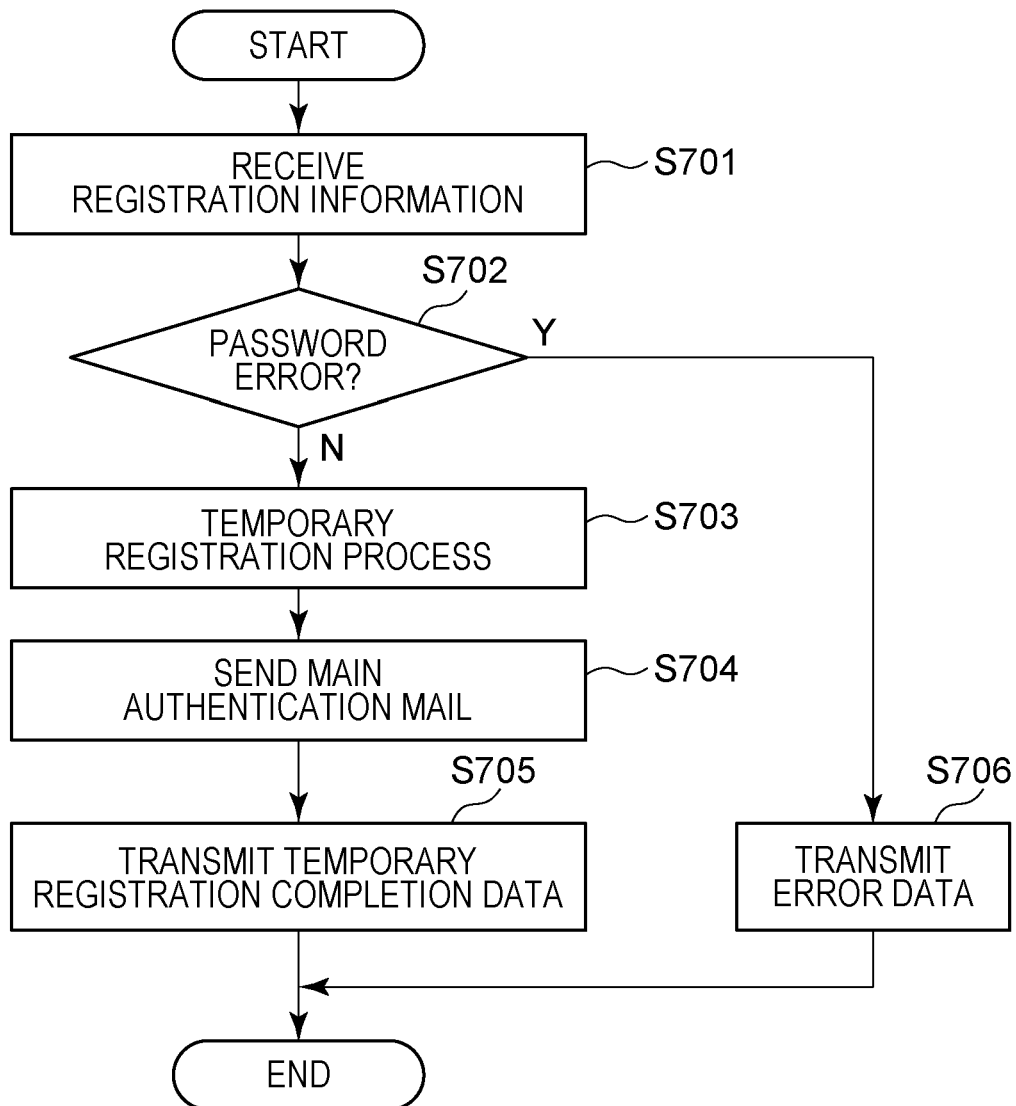 START
RECEIVE
REGISTRATION INFORMATION
S701
S702
PASSWORD
ERROR?
Y
N
TEMPORARY
REGISTRATION PROCESS
S703
SEND MAIN
AUTHENTICATION MAIL
S704
S705
TRANSMIT TEMPORARY
REGISTRATION COMPLETION DATA
S706
TRANSMIT
ERROR DATA
END